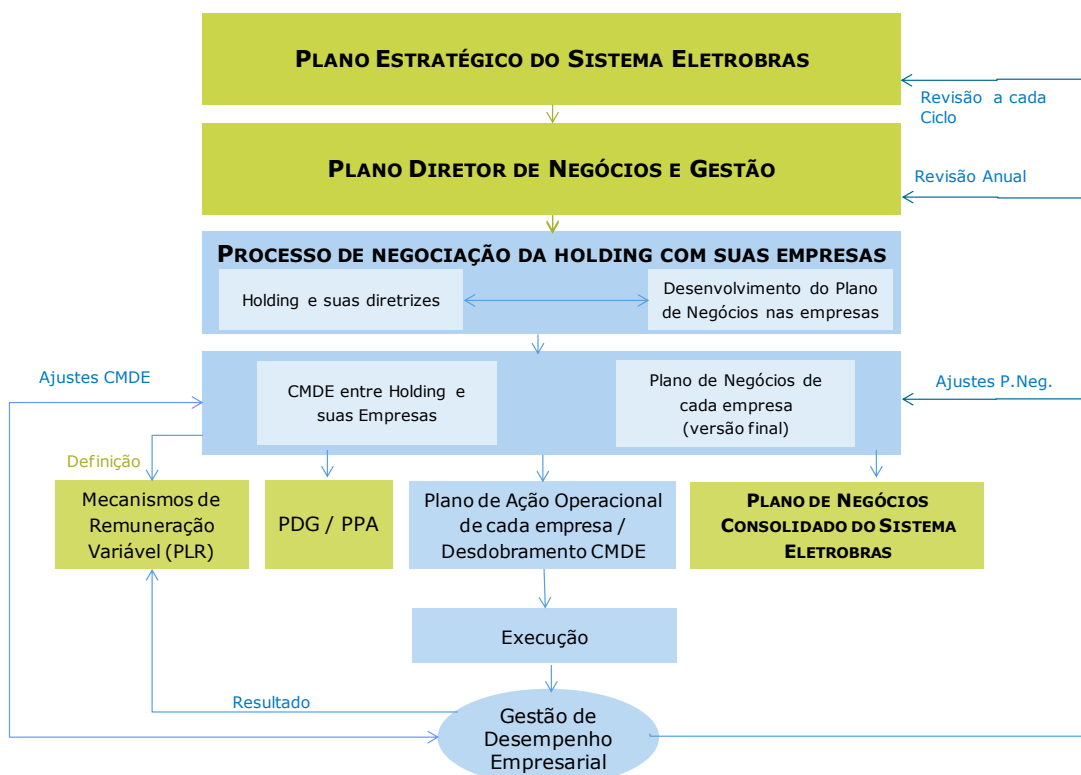 PLANO ESTRATÉGICO DO SISTEMA ELETROBRAS
Revisão a cada
Ciclo
PLANO DIRETOR DE NEGÓCIOS E GESTÃO
Revisão Anual
PROCESSO DE NEGOCIAÇÃO DA HOLDING COM SUAS EMPRESAS
Holding e suas diretrizes
Desenvolvimento do Plano
de Negócios nas empresas
Ajustes CMDE
CMDE entre Holding e
suas Empresas
Plano de Negócios de
cada empresa
(versão final)
Ajustes P.Neg.
Definição
Mecanismos de
Remuneração
Variável (PLR)
PDG / PPA
Plano de Ação Operacional
de cada empresa /
Desdobramento CMDE
PLANO DE NEGÓCIOS
CONSOLIDADO DO SISTEMA
ELETROBRAS
Execução
Resultado
Gestão de
Desempenho
Empresarial